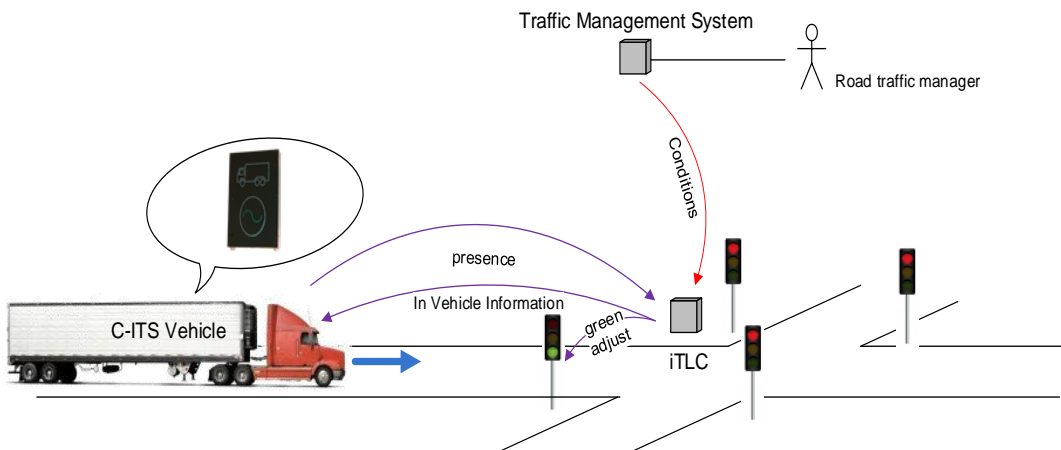 Traffic Management System
Road traffic manager
Conditions
presence
In Vehicle Information
C-ITS Vehicle
green
adjust
iTLC